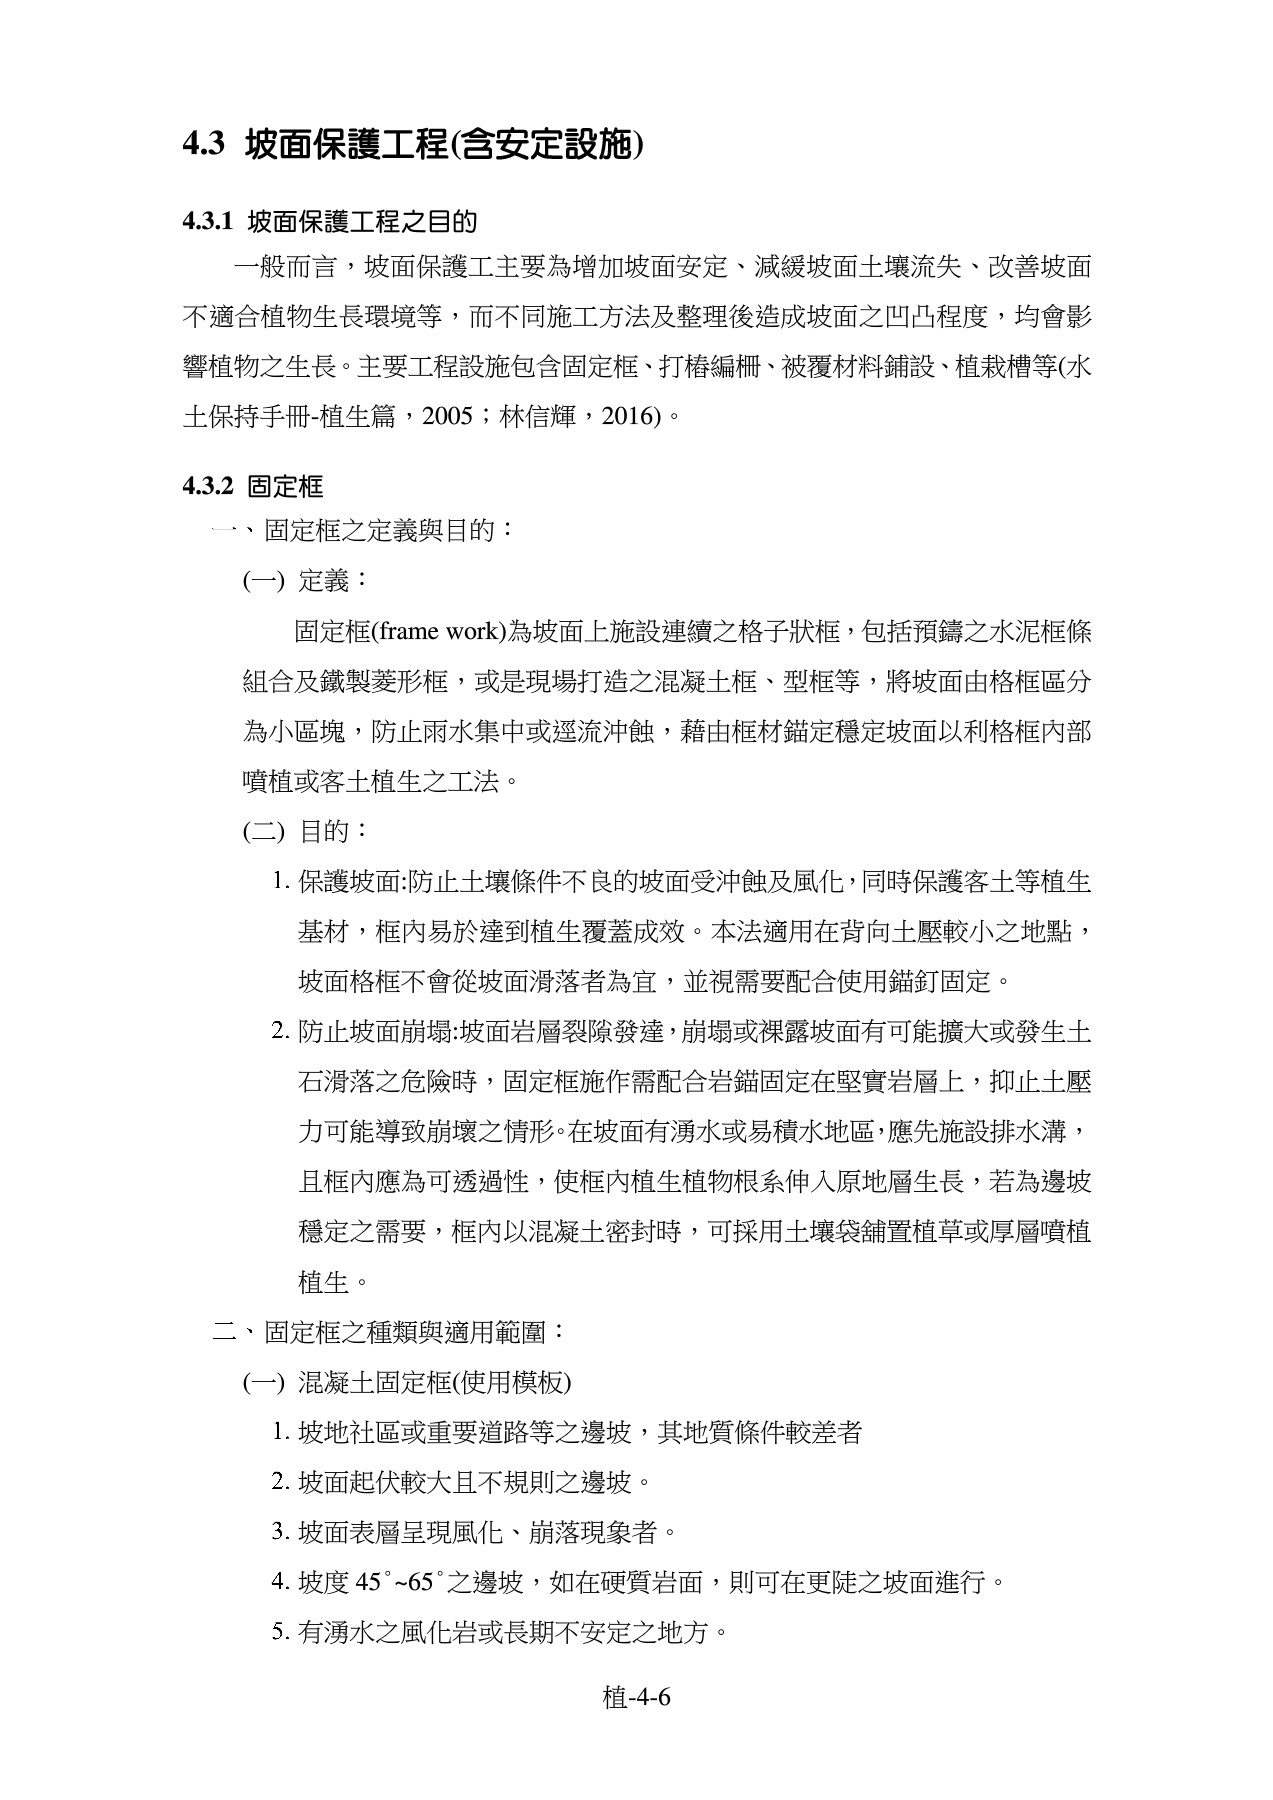 4.3 坡面保護工程(含安定設施)
4.3.1 坡面保護工程之目的
一般而言，坡面保護工主要為增加坡面安定、減緩坡面土壤流失、改善坡面
不適合植物生長環境等，而不同施工方法及整理後造成坡面之凹凸程度，均會影
響植物之生長。主要工程設施包含固定框、打樁編柵、被覆材料鋪設、植栽槽等(水
土保持手冊-植生篇，2005；林信輝，2016)。
4.3.2 固定框
一、固定框之定義與目的：
(一) 定義：
固定框(frame work)為坡面上施設連續之格子狀框，包括預鑄之水泥框條
組合及鐵製菱形框，或是現場打造之混凝土框、型框等，將坡面由格框區分
為小區塊，防止雨水集中或逕流沖蝕，藉由框材錨定穩定坡面以利格框內部
噴植或客土植生之工法。
(二) 目的：
1. 保護坡面:防止土壤條件不良的坡面受沖蝕及風化，同時保護客土等植生
基材，框內易於達到植生覆蓋成效。本法適用在背向土壓較小之地點，
坡面格框不會從坡面滑落者為宜，並視需要配合使用錨釘固定。
2. 防止坡面崩塌:坡面岩層裂隙發達，崩塌或裸露坡面有可能擴大或發生土
石滑落之危險時，固定框施作需配合岩錨固定在堅實岩層上，抑止土壓
力可能導致崩壞之情形。在坡面有湧水或易積水地區，應先施設排水溝，
且框內應為可透過性，使框內植生植物根系伸入原地層生長，若為邊坡
穩定之需要，框內以混凝土密封時，可採用土壤袋舖置植草或厚層噴植
植生。
二、固定框之種類與適用範圍：
(一) 混凝土固定框(使用模板)
1. 坡地社區或重要道路等之邊坡，其地質條件較差者
2. 坡面起伏較大且不規則之邊坡。
3. 坡面表層呈現風化、崩落現象者。
4. 坡度 45˚~65˚之邊坡，如在硬質岩面，則可在更陡之坡面進行。
5. 有湧水之風化岩或長期不安定之地方。
植-4-6